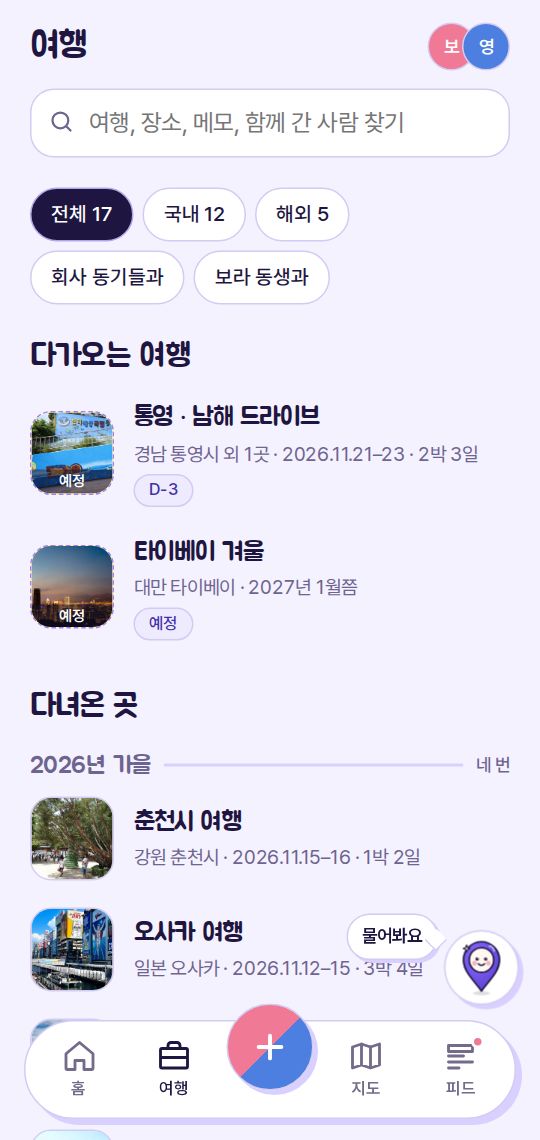 여행
보 영
여행, 장소, 메모, 함께 간 사람 찾기
전체 17 국내 12 해외 5
회사 동기들과 보라 동생과
다가오는 여행
통영 · 남해 드라이브
경남 통영시 외 1곳 · 2026.11.21–23 · 2박 3일
예정
D-3
타이베이 겨울
대만 타이베이 · 2027년 1월쯤
예정
예정
다녀온 곳
2026년 가을 네 번
춘천시 여행
강원 춘천시 · 2026.11.15–16 · 1박 2일
오사카 여행
물어봐요
일본 오사카 · 2026.11.12–15 · 3박 4일
홈 여행 지도 피드